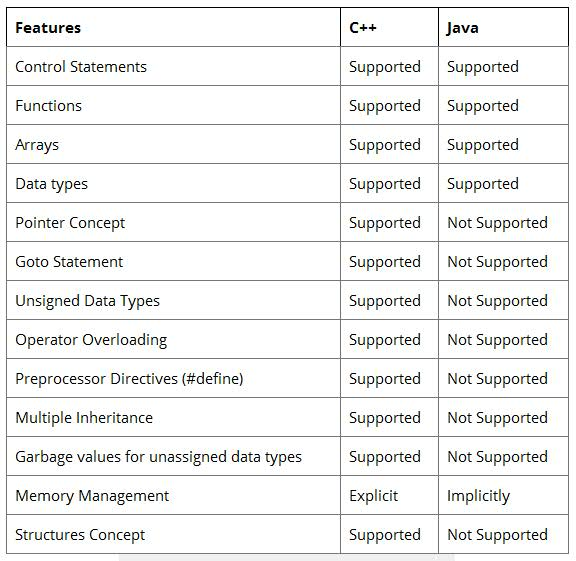 Features C++ Java
Control Statements Supported Supported
Functions Supported Supported
Arrays Supported Supported
Data types Supported Supported
Pointer Concept Supported Not Supported
Goto Statement Supported Not Supported
Unsigned Data Types Supported Not Supported
Operator Overloading Supported Not Supported
Preprocessor Directives (#define) Supported Not Supported
Multiple Inheritance Supported Not Supported
Garbage values for unassigned data types Supported Not Supported
Memory Management Explicit Implicitly
Structures Concept Supported Not Supported